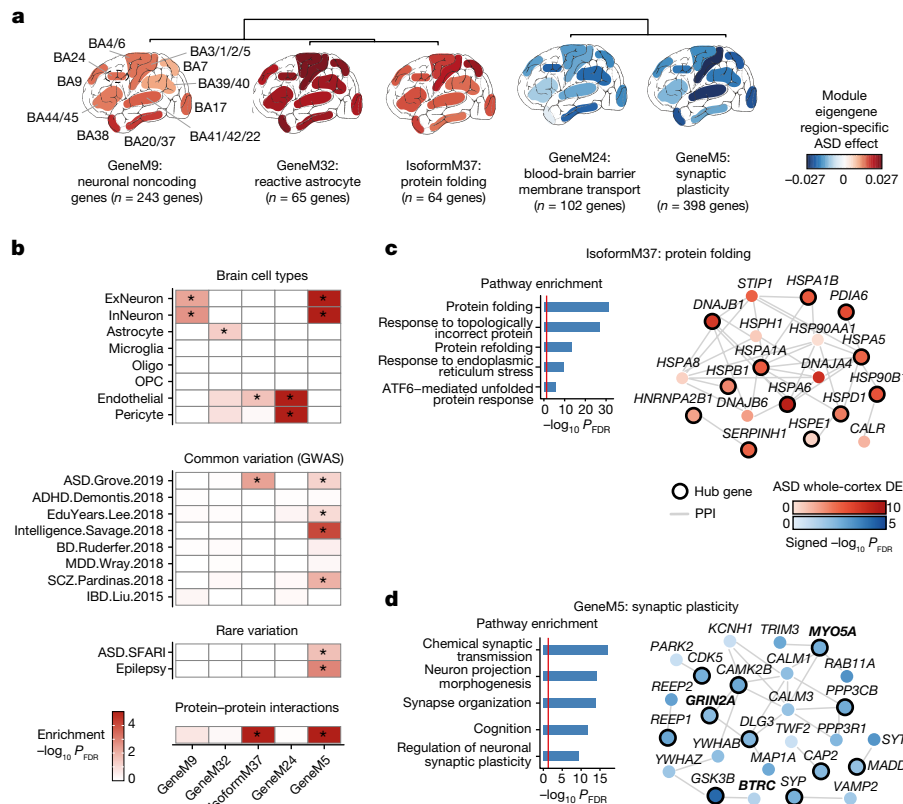 a
BA4/6
BA3/1/2/5
BA24
BA7
BA9
BA39/40
BA17
BA44/45
BA38
BA20/37
BA41/42/22
GeneM9:
neuronal noncoding
genes (n = 243 genes)
GeneM32:
reactive astrocyte
(n = 65 genes)
IsoformM37:
protein folding
(n = 64 genes)
GeneM24:
blood-brain barrier
membrane transport
(n = 102 genes)
GeneM5:
synaptic
plasticity
(n = 398 genes)
Module
eigengene
region-specific
ASD effect
-0.027 0 0.027
b
Brain cell types
ExNeuron * *
InNeuron * *
Astrocyte *
Microglia
Oligo
OPC
Endothelial * *
Pericyte *
Common variation (GWAS)
ASD.Grove.2019 * *
ADHD.Demontis.2018
EduYears.Lee.2018 *
Intelligence.Savage.2018 *
BD.Ruderfer.2018
MDD.Wray.2018
SCZ.Pardinas.2018 *
IBD.Liu.2015
Rare variation
ASD.SFARI *
Epilepsy *
Protein–protein interactions
* *
Enrichment
−log10 PFDR
4
2
0
GeneM9
GeneM32
IsoformM37
GeneM24
GeneM5
c
IsoformM37: protein folding
Pathway enrichment
Protein folding
Response to topologically
incorrect protein
Protein refolding
Response to endoplasmic
reticulum stress
ATF6−mediated unfolded
protein response
0 10 20 30
−log10 PFDR
STIP1
HSPA1B
PDIA6
DNAJB1
HSPH1
HSP90AA1
HSPA5
HSPA1A
DNAJA4
HSPA8
HSPB1
HSP90B1
HSPA6
HNRNPA2B1
DNAJB6
HSPD1
SERPINH1
HSPE1
CALR
Hub gene
PPI
ASD whole-cortex DE
0 10
0 5
Signed −log10 PFDR
d
GeneM5: synaptic plasticity
Pathway enrichment
Chemical synaptic
transmission
Neuron projection
morphogenesis
Synapse organization
Cognition
Regulation of neuronal
synaptic plasticity
0 5 10 15
−log10 PFDR
KCNH1
TRIM3
MYO5A
PARK2
CDK5
CALM1
RAB11A
CAMK2B
REEP2
CALM3
PPP3CB
GRIN2A
REEP1
DLG3
TWF2
PPP3R1
SYT
YWHAB
YWHAZ
MAP1A
CAP2
MADD
GSK3B
BTRC
SYP
VAMP2